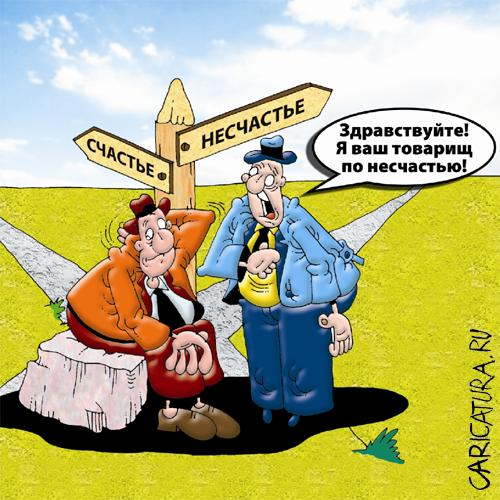 СЧАСТЬЕ
НЕСЧАСТЬЕ
Здравствуйте!
Я ваш товарищ
по несчастью!
CARICATURA.RU